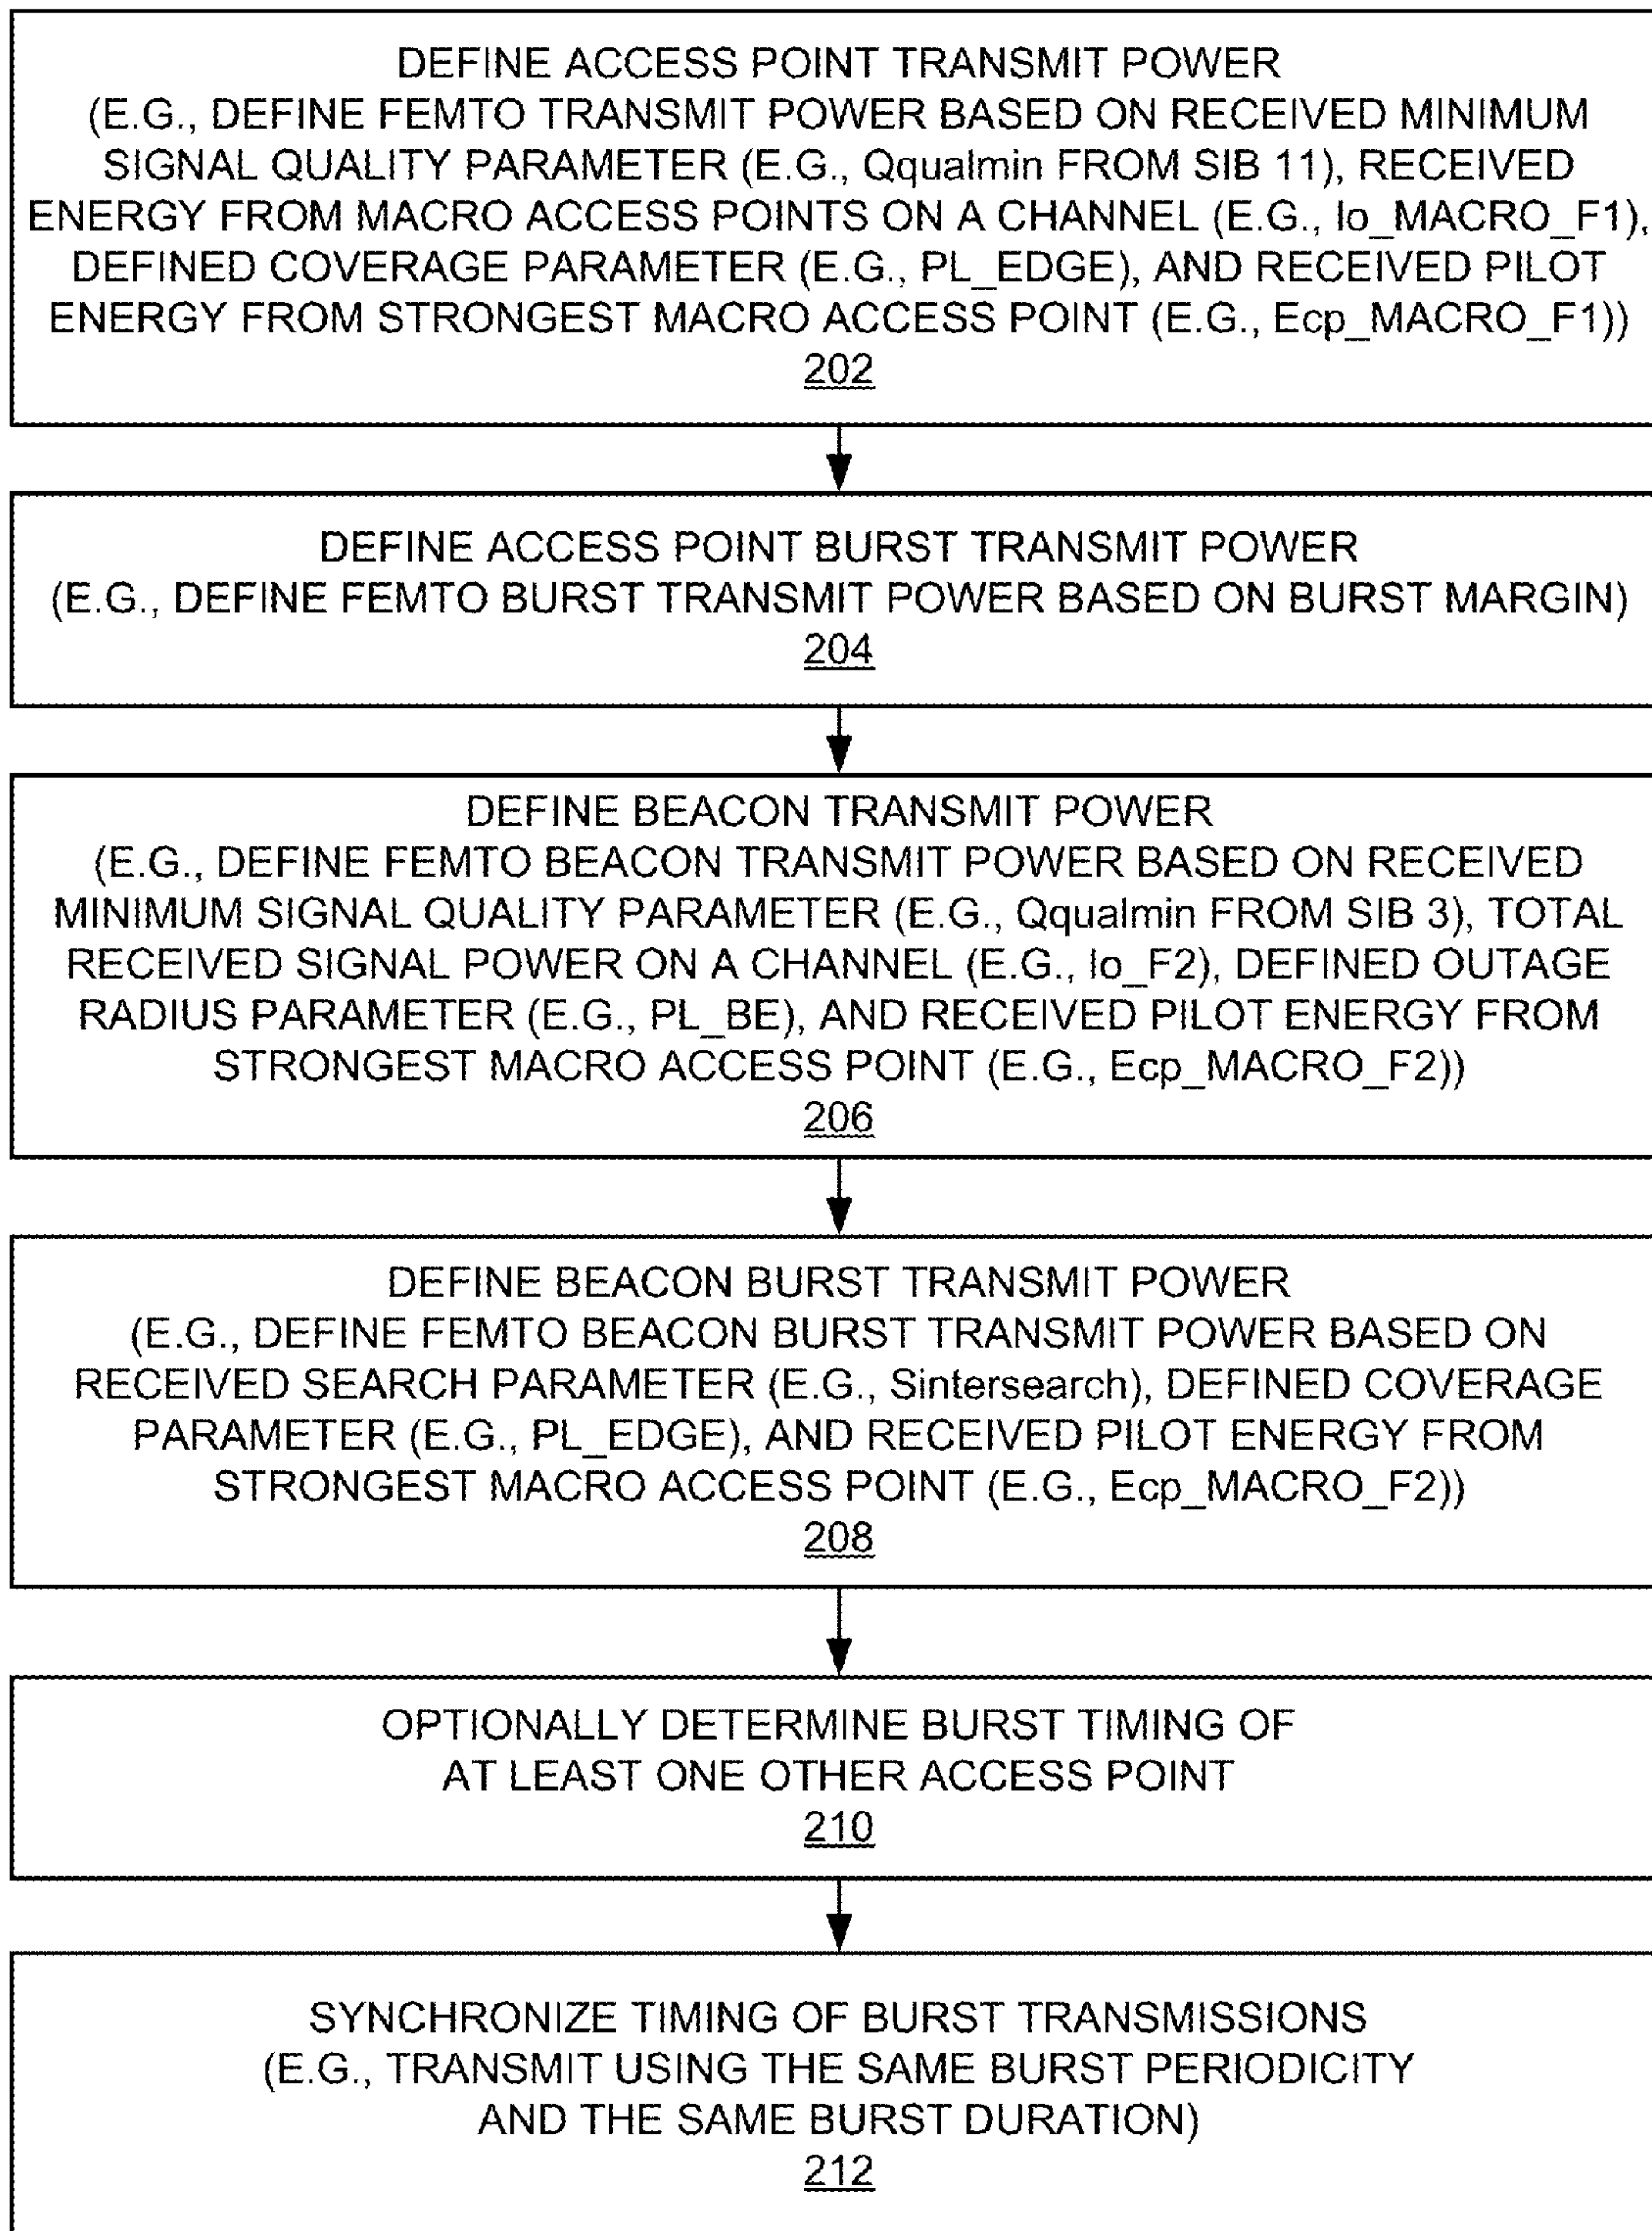 DEFINE ACCESS POINT TRANSMIT POWER
(E.G., DEFINE FEMTO TRANSMIT POWER BASED ON RECEIVED MINIMUM
SIGNAL QUALITY PARAMETER (E.G., Qqualmin FROM SIB 11), RECEIVED
ENERGY FROM MACRO ACCESS POINTS ON A CHANNEL (E.G., Io_MACRO_F1),
DEFINED COVERAGE PARAMETER (E.G., PL_EDGE), AND RECEIVED PILOT
ENERGY FROM STRONGEST MACRO ACCESS POINT (E.G., Ecp_MACRO_F1))
202
DEFINE ACCESS POINT BURST TRANSMIT POWER
(E.G., DEFINE FEMTO BURST TRANSMIT POWER BASED ON BURST MARGIN)
204
DEFINE BEACON TRANSMIT POWER
(E.G., DEFINE FEMTO BEACON TRANSMIT POWER BASED ON RECEIVED
MINIMUM SIGNAL QUALITY PARAMETER (E.G., Qqualmin FROM SIB 3), TOTAL
RECEIVED SIGNAL POWER ON A CHANNEL (E.G., Io_F2), DEFINED OUTAGE
RADIUS PARAMETER (E.G., PL_BE), AND RECEIVED PILOT ENERGY FROM
STRONGEST MACRO ACCESS POINT (E.G., Ecp_MACRO_F2))
206
DEFINE BEACON BURST TRANSMIT POWER
(E.G., DEFINE FEMTO BEACON BURST TRANSMIT POWER BASED ON
RECEIVED SEARCH PARAMETER (E.G., Sintersearch), DEFINED COVERAGE
PARAMETER (E.G., PL_EDGE), AND RECEIVED PILOT ENERGY FROM
STRONGEST MACRO ACCESS POINT (E.G., Ecp_MACRO_F2))
208
OPTIONALLY DETERMINE BURST TIMING OF
AT LEAST ONE OTHER ACCESS POINT
210
SYNCHRONIZE TIMING OF BURST TRANSMISSIONS
(E.G., TRANSMIT USING THE SAME BURST PERIODICITY
AND THE SAME BURST DURATION)
212